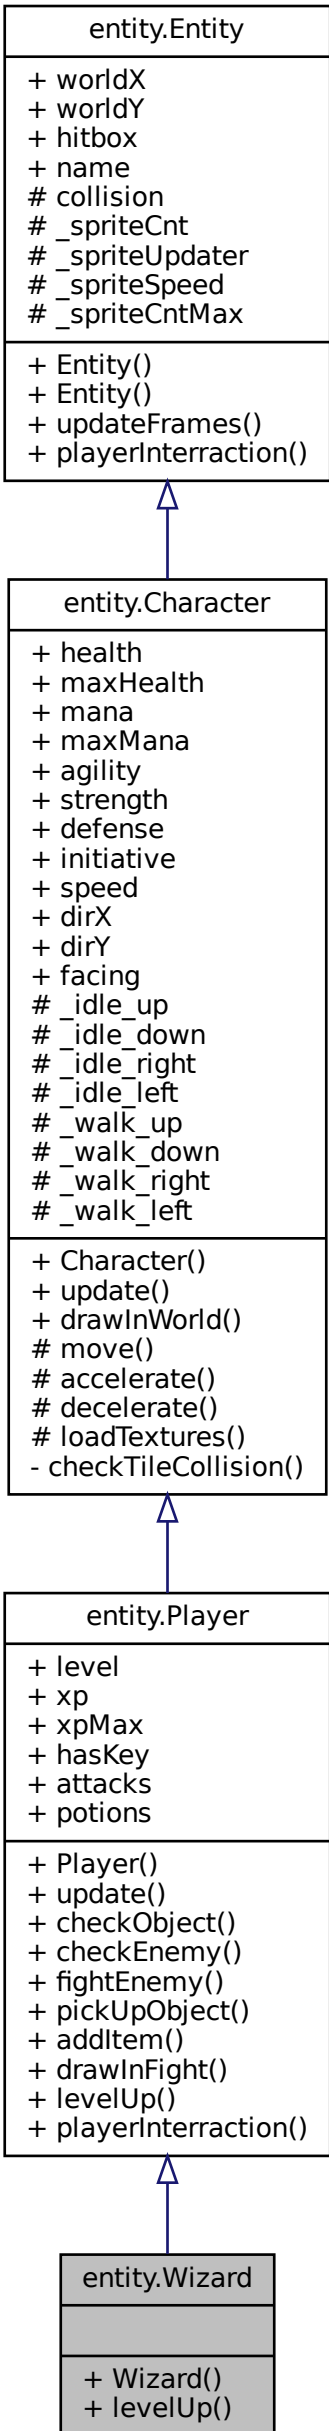 entity.Entity
+ worldX
+ worldY
+ hitbox
+ name
# collision
# _spriteCnt
# _spriteUpdater
# _spriteSpeed
# _spriteCntMax
+ Entity()
+ Entity()
+ updateFrames()
+ playerInterraction()
entity.Character
+ health
+ maxHealth
+ mana
+ maxMana
+ agility
+ strength
+ defense
+ initiative
+ speed
+ dirX
+ dirY
+ facing
# _idle_up
# _idle_down
# _idle_right
# _idle_left
# _walk_up
# _walk_down
# _walk_right
# _walk_left
+ Character()
+ update()
+ drawInWorld()
# move()
# accelerate()
# decelerate()
# loadTextures()
- checkTileCollision()
entity.Player
+ level
+ xp
+ xpMax
+ hasKey
+ attacks
+ potions
+ Player()
+ update()
+ checkObject()
+ checkEnemy()
+ fightEnemy()
+ pickUpObject()
+ addItem()
+ drawInFight()
+ levelUp()
+ playerInterraction()
entity.Wizard
+ Wizard()
+ levelUp()